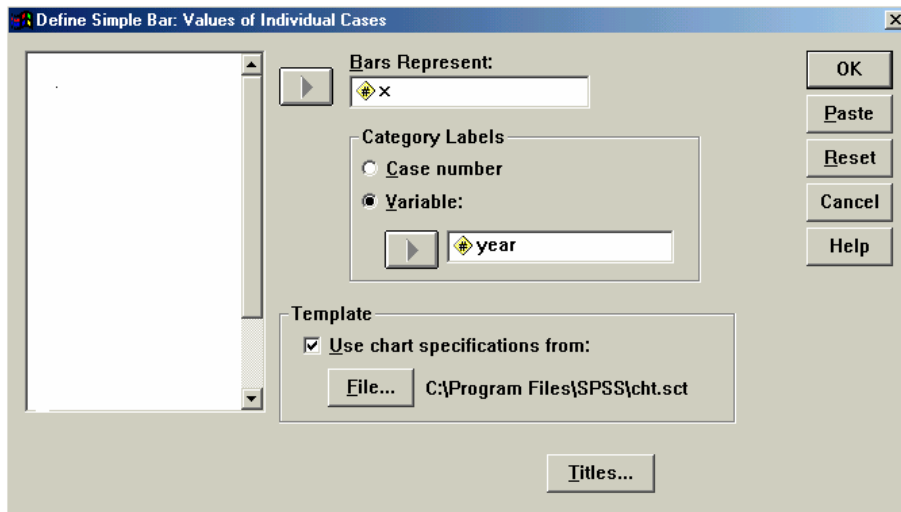 Define Simple Bar: Values of Individual Cases
Bars Represent:
# x
Category Labels
Case number
Variable:
# year
Template
Use chart specifications from:
File... C:\Program Files\SPSS\cht.sct
Titles...
OK
Paste
Reset
Cancel
Help